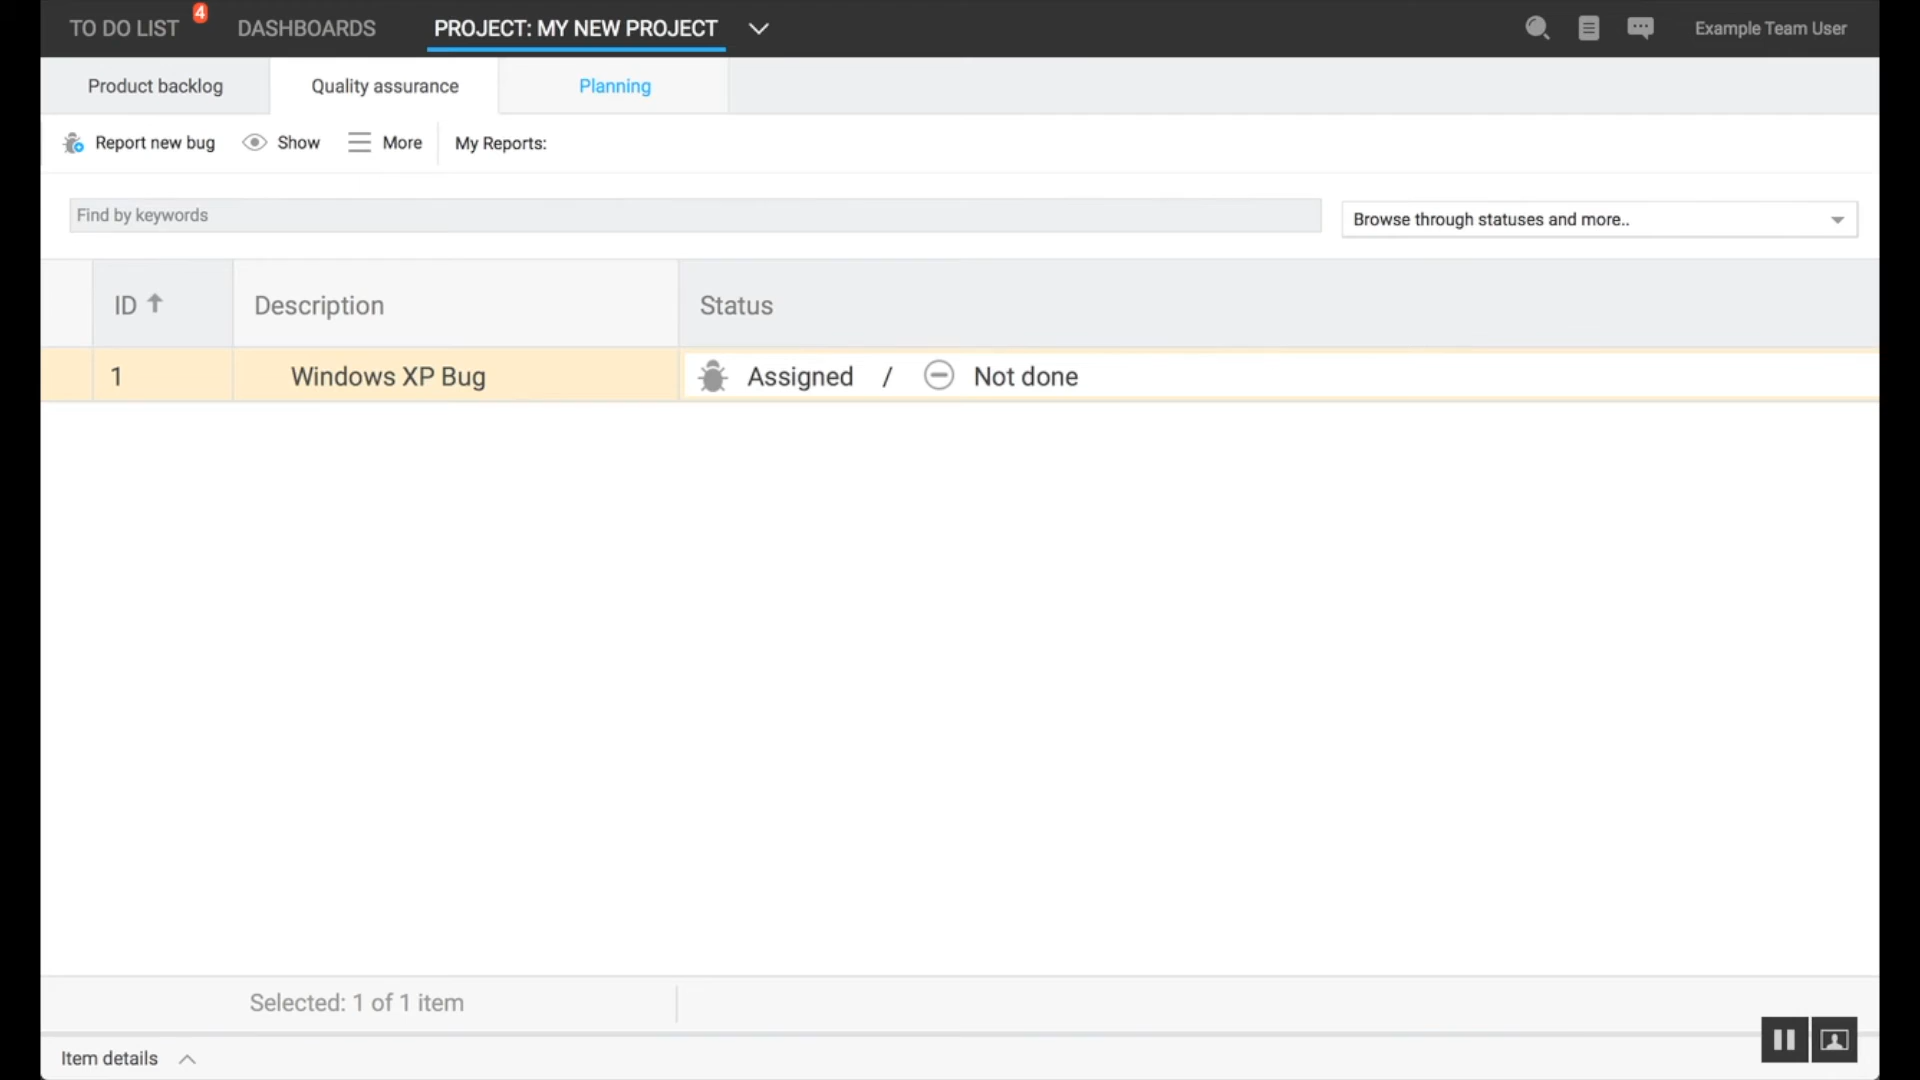 TO DO LIST 4 DASHBOARDS PROJECT: MY NEW PROJECT Example Team User
Product backlog Quality assurance Planning
Report new bug Show More My Reports:
Find by keywords Browse through statuses and more..
ID Description Status
1 Windows XP Bug Assigned / Not done
Selected: 1 of 1 item
Item details